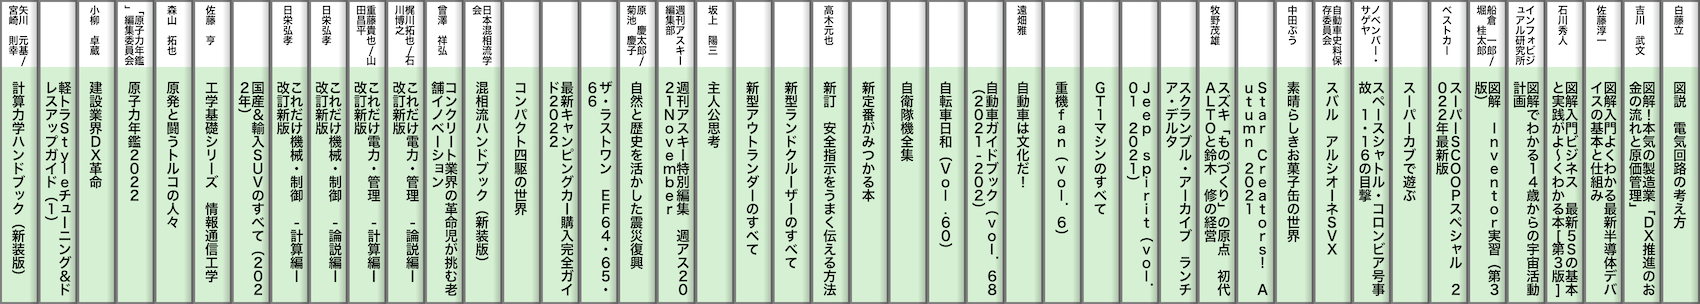 白藤立
図説　電気回路の考え方
吉川　武文
図解！本気の製造業「DX推進のお
金の流れと原価管理」
佐藤淳一
図解入門よくわかる最新半導体デバ
イスの基本と仕組み
石川秀人
図解入門ビジネス　最新5Sの基本
と実践がよ～くわかる本［第3版］
インフォビジ
ュアル研究所
図解でわかる14歳からの宇宙活動
計画
船倉　一郎/
堀　桂太郎
図解　Inventor実習（第3
版）
ベストカー
スーパーSCOOPスペシャル　2
022年最新版
スーパーカブで遊ぶ
ノベンバー・
サゲヤ
スペースシャトル・コロンビア号事
故　1・16の目撃
自動車史料保
存委員会
スバル　アルシオーネSVX
中田ぷう
素晴らしきお菓子缶の世界
Star　Creators！　A
utumn　2021
牧野茂雄
スズキ「ものづくり」の原点　初代
ALTOと鈴木　修の経営
スクランブル・アーカイブ　ランチ
ア・デルタ
Jeep　spirit（vol.
01　2021）
GT1マシンのすべて
重機fan（vol．6）
遠畑雅
自動車は文化だ！
自動車ガイドブック（vol．68
（2021-202）
自転車日和（Vol．60）
自衛隊機全集
新定番がみつかる本
高木元也
新訂　安全指示をうまく伝える方法
新型ランドクルーザーのすべて
新型アウトランダーのすべて
坂上　陽三
主人公思考
週刊アスキー
編集部
週刊アスキー特別編集　週アス20
21November
原　慶太郎/
菊池　慶子
自然と歴史を活かした震災復興
ザ・ラストワン　EF64・65・
66
最新キャンピングカー購入完全ガイ
ド2022
コンパクト四駆の世界
日本混相流学
会
混相流ハンドブック（新装版）
曾澤　祥弘
コンクリート業界の革命児が挑む老
舗イノベーション
梶川拓也/石
川博之
これだけ電力・管理　-論説編ー
改訂新版
重藤貴也/山
田昌平
これだけ電力・管理　-計算編ー
改訂新版
日栄弘孝
これだけ機械・制御　-論説編ー
改訂新版
日栄弘孝
これだけ機械・制御　-計算編ー
改訂新版
国産＆輸入SUVのすべて（202
2年）
佐藤　亨
工学基礎シリーズ　情報通信工学
森山　拓也
原発と闘うトルコの人々
「原子力年鑑
」編集委員会
原子力年鑑2022
小柳　卓蔵
建設業界DX革命
軽トラStyleチューニング＆ド
レスアップガイド（1）
矢川　元基/
宮崎　則幸
計算力学ハンドブック（新装版）